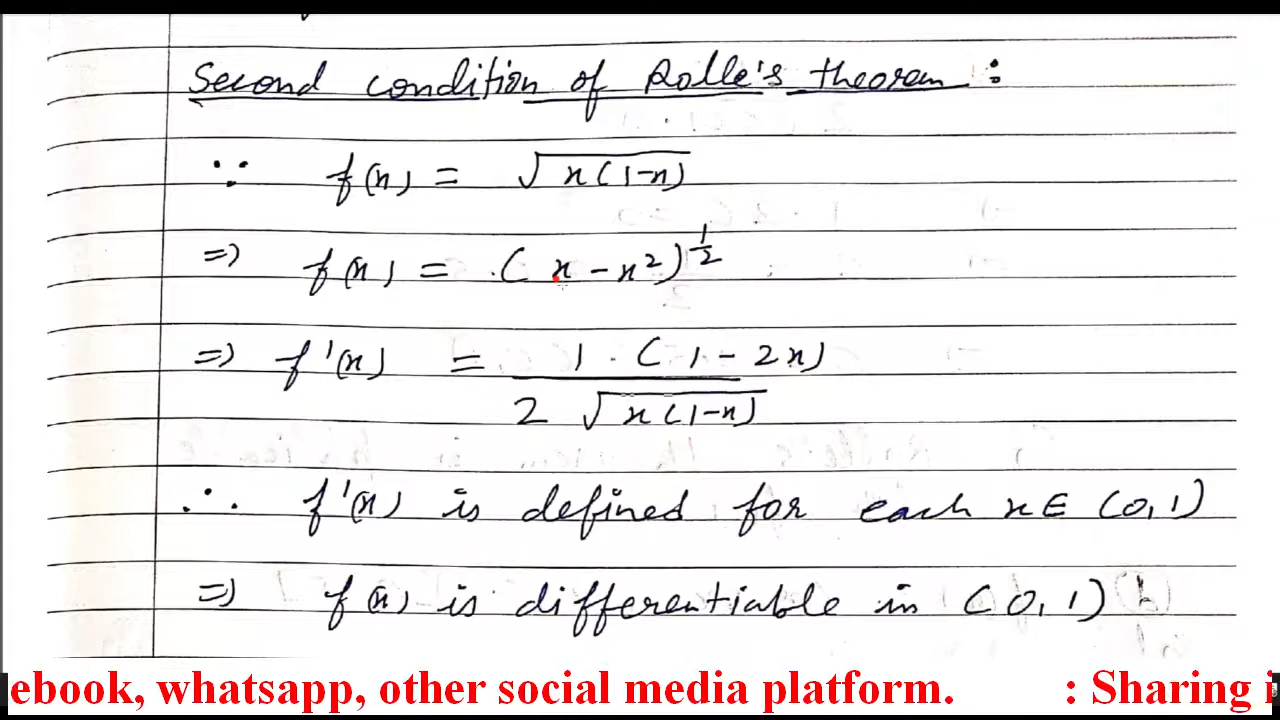 Second condition of Rolle's theorem :
∵ f(x) = √x(1-x)
⇒ f(x) = (x - x²)^1/2
⇒ f'(x) = 1 · (1 - 2x)
2 √x(1-x)
∴ f'(x) is defined for each x ∈ (0,1)
⇒ f(x) is differentiable in (0,1)
ebook, whatsapp, other social media platform. : Sharing i